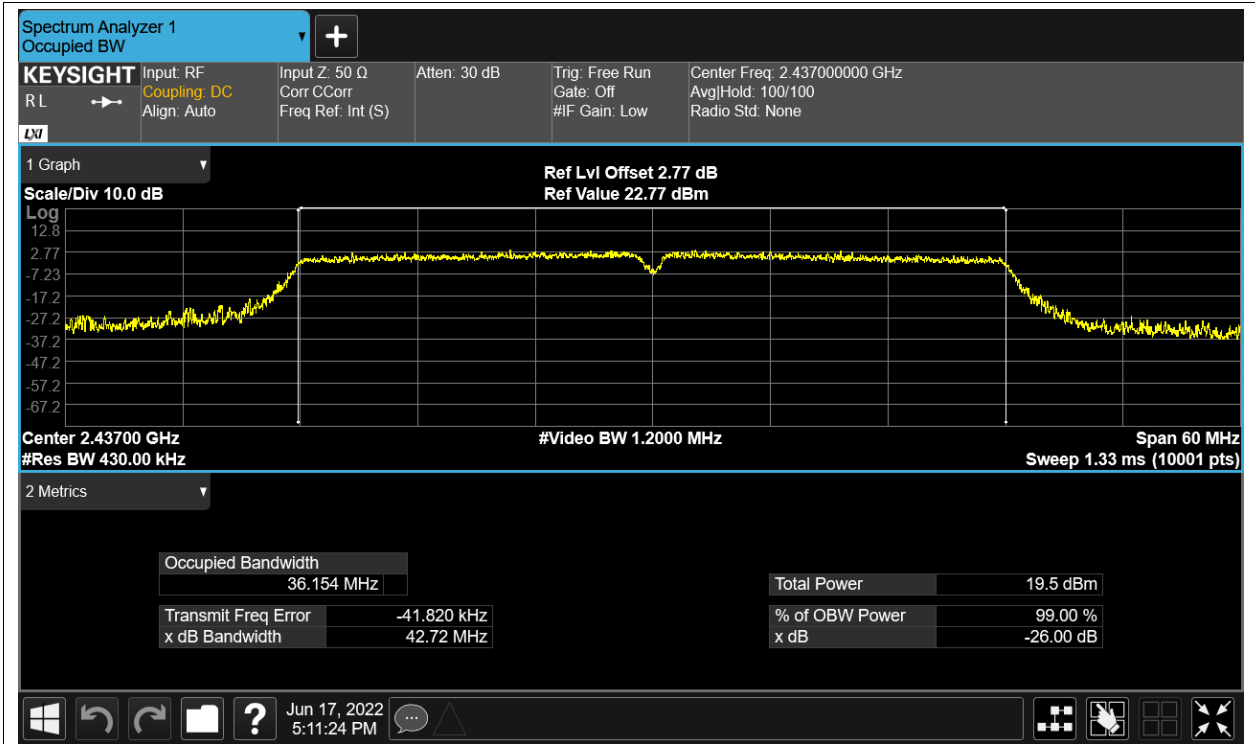 Spectrum Analyzer 1
Occupied BW
KEYSIGHT
R L
LXI
Input: RF
Coupling: DC
Align: Auto
Input Z: 50 Ω
Corr CCorr
Freq Ref: Int (S)
Atten: 30 dB
Trig: Free Run
Gate: Off
#IF Gain: Low
Center Freq: 2.437000000 GHz
Avg|Hold: 100/100
Radio Std: None
1 Graph
Scale/Div 10.0 dB
Ref Lvl Offset 2.77 dB
Ref Value 22.77 dBm
Log
12.8
2.77
-7.23
-17.2
-27.2
-37.2
-47.2
-57.2
-67.2
Center 2.43700 GHz
#Video BW 1.2000 MHz
Span 60 MHz
#Res BW 430.00 kHz
Sweep 1.33 ms (10001 pts)
2 Metrics
Occupied Bandwidth
36.154 MHz
Transmit Freq Error -41.820 kHz
x dB Bandwidth 42.72 MHz
Total Power 19.5 dBm
% of OBW Power 99.00 %
x dB -26.00 dB
?
Jun 17, 2022
5:11:24 PM